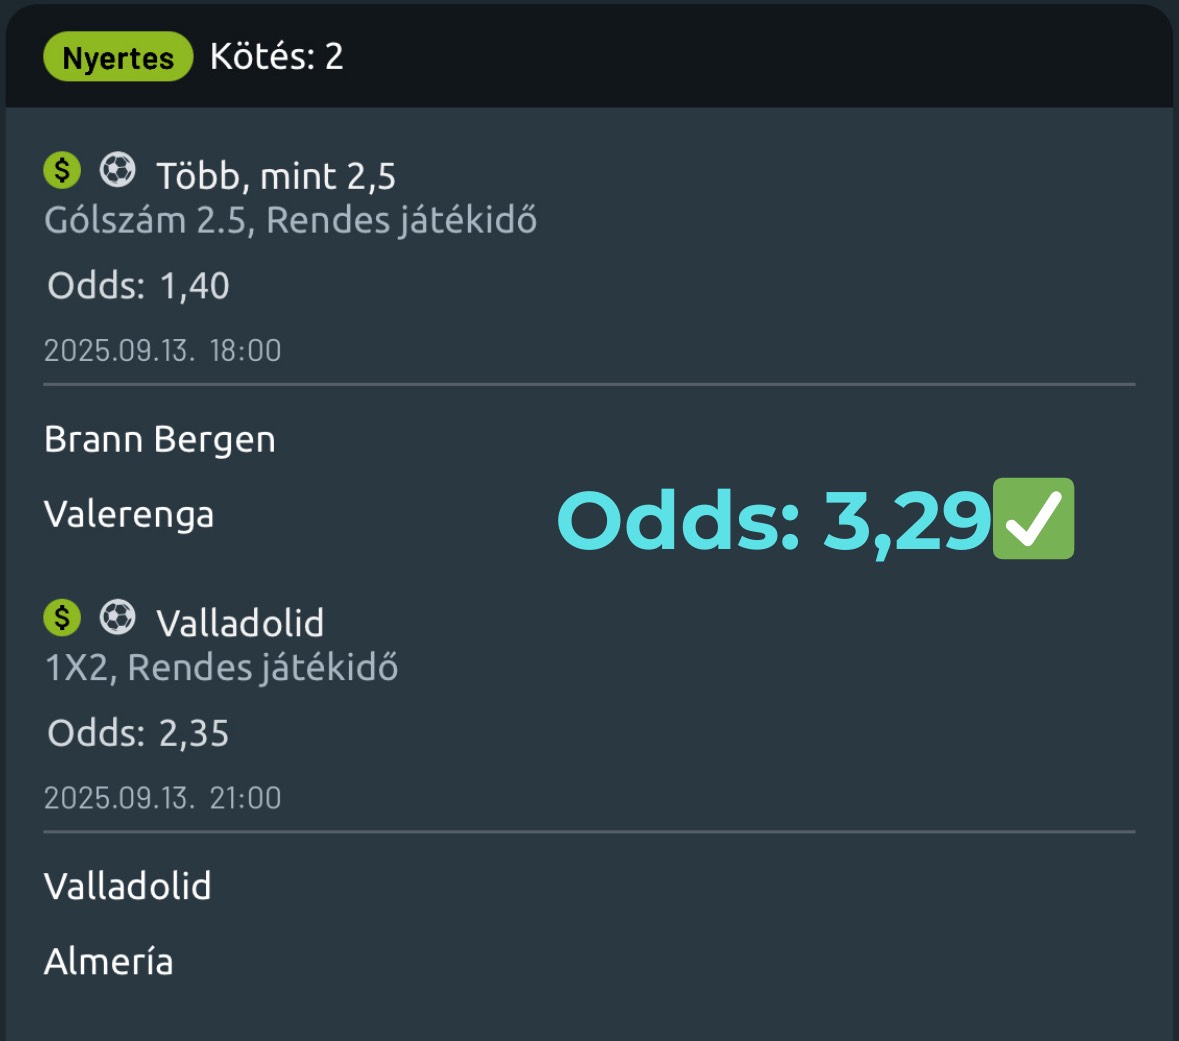 Nyertes Kötés: 2
Több, mint 2,5
Gólszám 2.5, Rendes játékidő
Odds: 1,40
2025.09.13. 18:00
Brann Bergen
Valerenga
Odds: 3,29
Valladolid
1X2, Rendes játékidő
Odds: 2,35
2025.09.13. 21:00
Valladolid
Almería